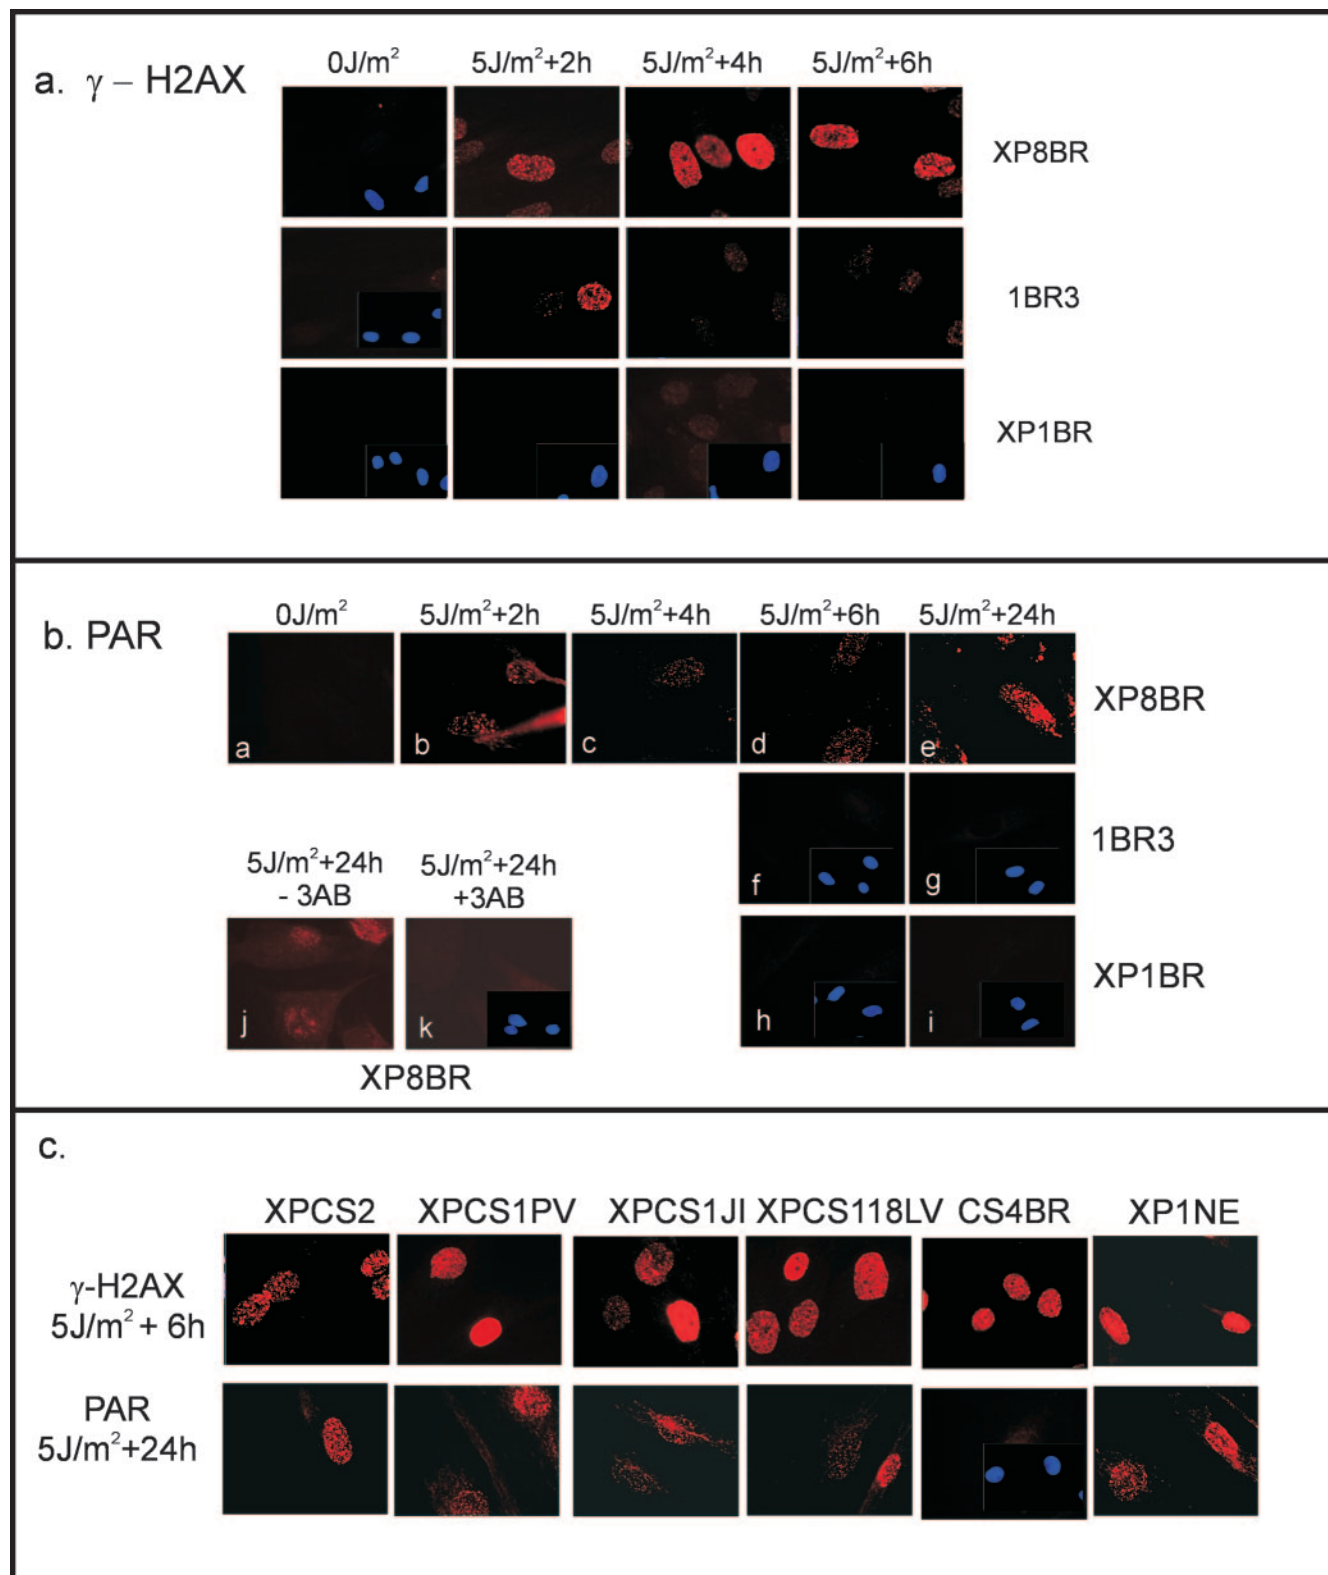 a. γ – H2AX
0J/m² 5J/m²+2h 5J/m²+4h 5J/m²+6h
XP8BR
1BR3
XP1BR
b. PAR
0J/m² 5J/m²+2h 5J/m²+4h 5J/m²+6h 5J/m²+24h
a b c d e
XP8BR
f g
1BR3
5J/m²+24h 5J/m²+24h
- 3AB +3AB
j k h i
XP1BR
XP8BR
c.
XPCS2 XPCS1PV XPCS1JI XPCS118LV CS4BR XP1NE
γ-H2AX
5J/m² + 6h
PAR
5J/m²+24h